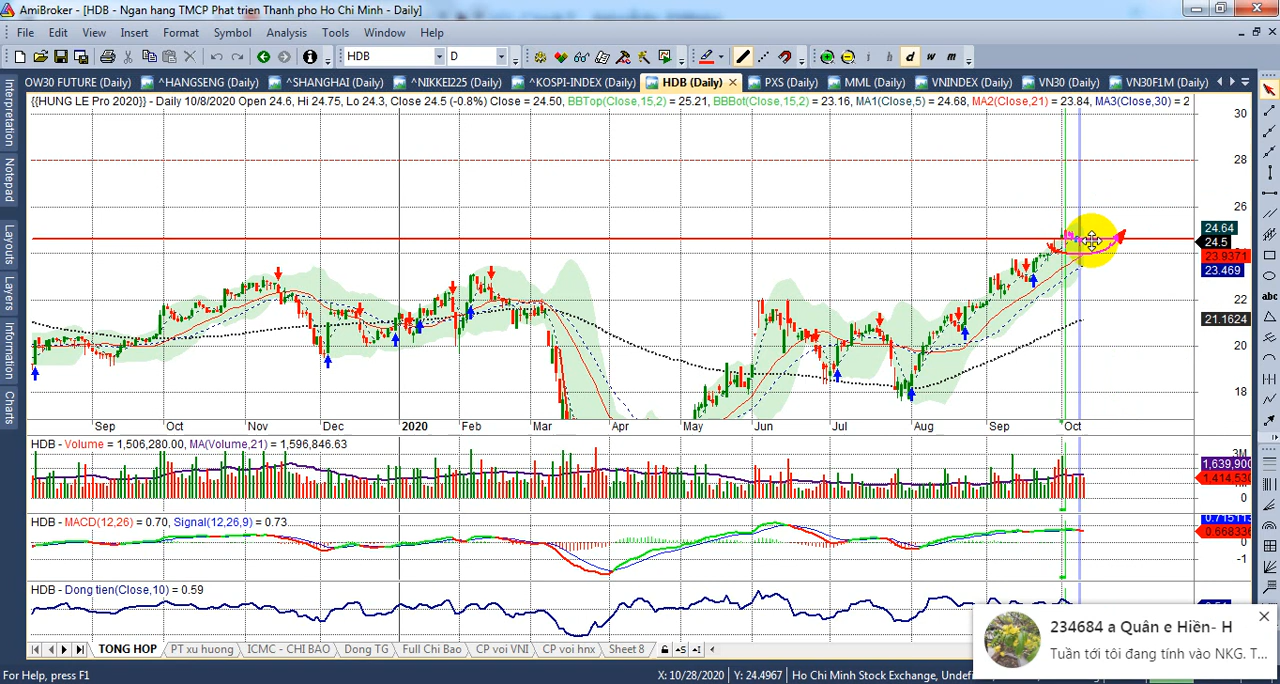 AmiBroker - [HDB - Ngan hang TMCP Phat trien Thanh pho Ho Chi Minh - Daily]
File Edit View Insert Format Symbol Analysis Tools Window Help
HDB D i h d w m
OW30 FUTURE (Daily) ^HANGSENG (Daily) ^SHANGHAI (Daily) ^NIKKEI225 (Daily) ^KOSPI-INDEX (Daily) HDB (Daily) PXS (Daily) MML (Daily) VNINDEX (Daily) VN30 (Daily) VN30F1M (Daily)
{{HUNG LE Pro 2020}} - Daily 10/8/2020 Open 24.6, Hi 24.75, Lo 24.3, Close 24.5 (-0.8%) Close = 24.50, BBTop(Close,15,2) = 25.21, BBBot(Close,15,2) = 23.16, MA1(Close,5) = 24.68, MA2(Close,21) = 23.84, MA3(Close,30) = 2
Interpretation
Notepad
Layouts
Layers
Information
Charts
30
28
26
24.64
24.5
23.9371
23.469
22
21.1624
20
18
abc
Sep Oct Nov Dec 2020 Feb Mar Apr May Jun Jul Aug Sep Oct
HDB - Volume = 1,506,280.00, MA(Volume,21) = 1,596,846.63
3M
1,639,900
1,414,530
0
HDB - MACD(12,26) = 0.70, Signal(12,26,9) = 0.73
0.715113
0.668336
0
-1
HDB - Dong tien(Close,10) = 0.59
234684 a Quân e Hiền- H
Tuần tới tôi đang tính vào NKG. T...
TONG HOP PT xu huong ICMC - CHI BAO Dong TG Full Chi Bao CP voi VNI CP voi hnx Sheet 8
For Help, press F1
X: 10/28/2020 Y: 24.4967 Ho Chi Minh Stock Exchange, Undef